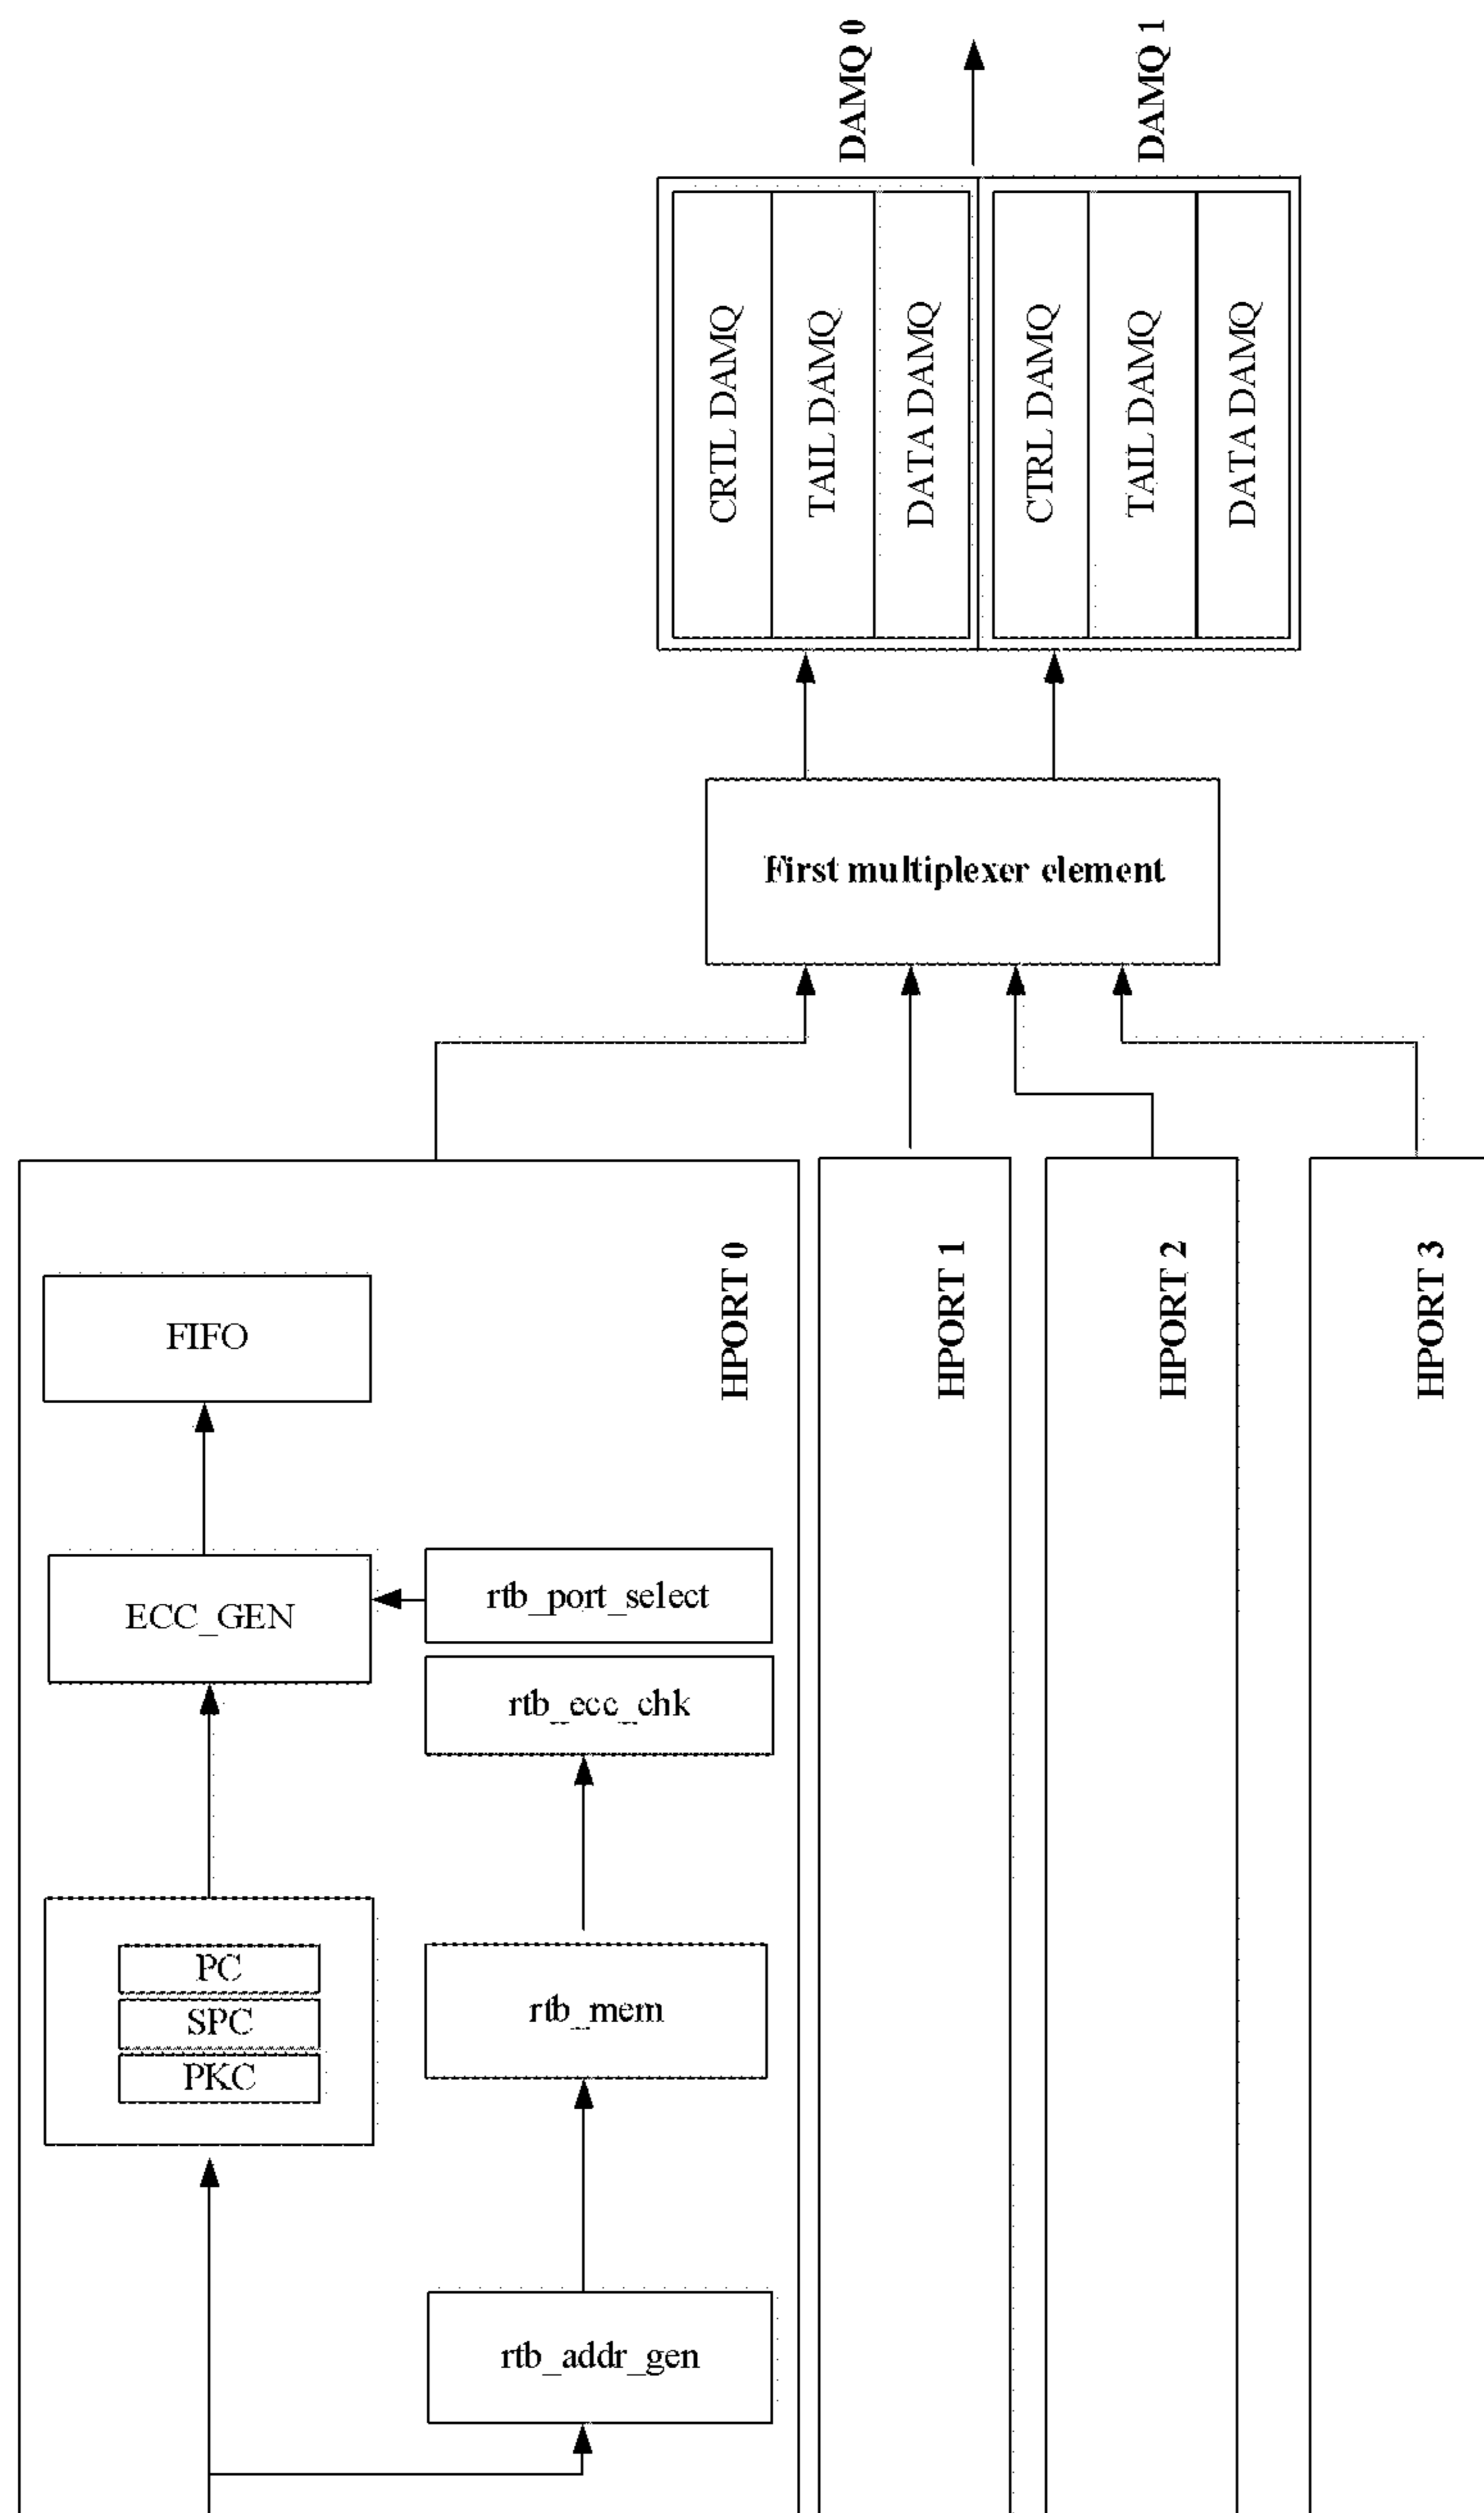 DAMQ 0
DAMQ 1
CRTL DAMQ
TAIL DAMQ
DATA DAMQ
CTRL DAMQ
TAIL DAMQ
DATA DAMQ
First multiplexer element
HPORT 0
HPORT 1
HPORT 2
HPORT 3
FIFO
ECC_GEN
rtb_port_select
rtb_ecc_chk
PC
SPC
PKC
rtb_mem
rtb_addr_gen